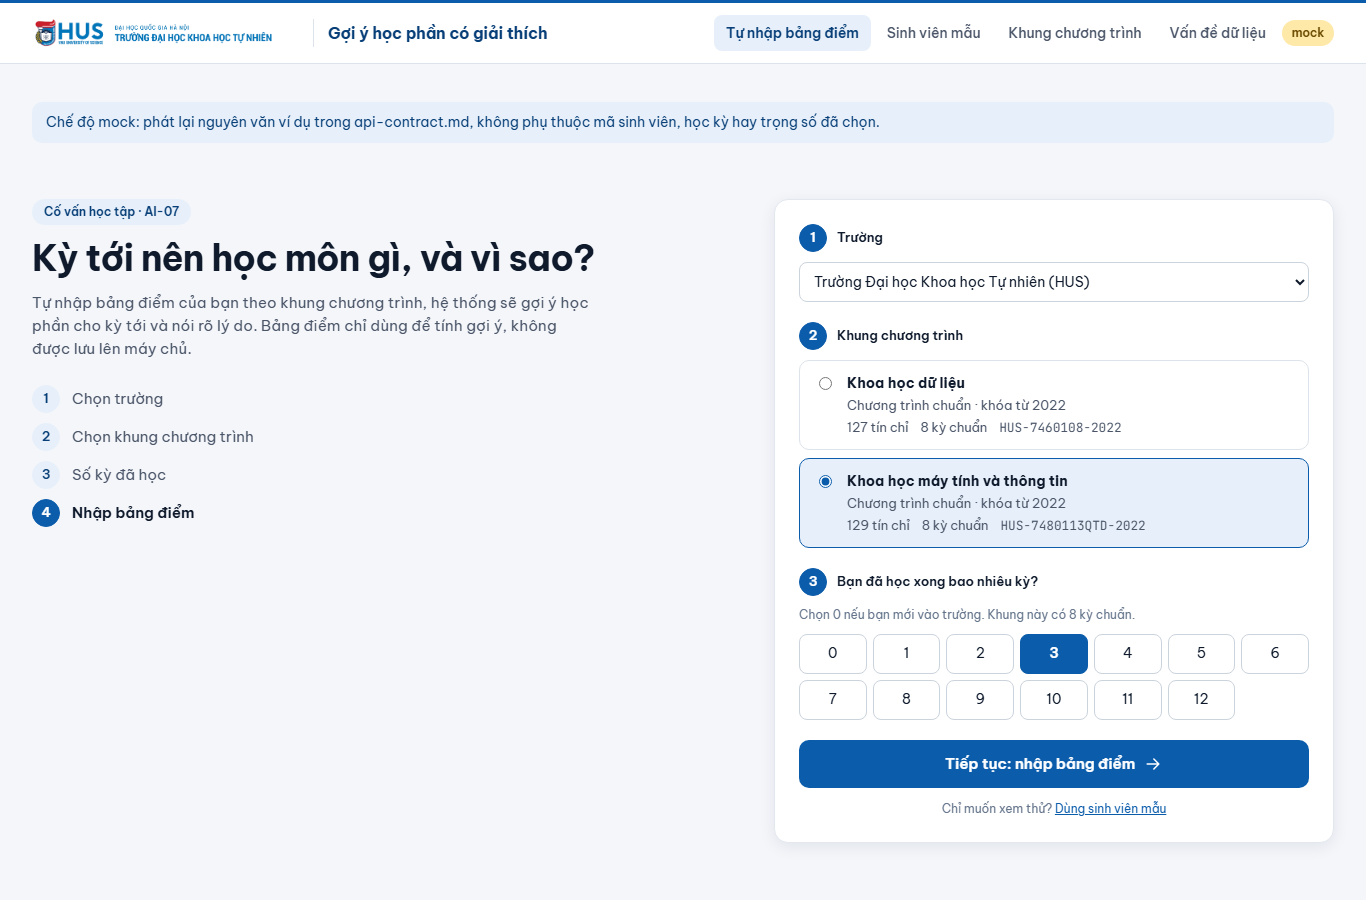 HUS
ĐẠI HỌC QUỐC GIA HÀ NỘI
TRƯỜNG ĐẠI HỌC KHOA HỌC TỰ NHIÊN
Gợi ý học phần có giải thích
Tự nhập bảng điểm
Sinh viên mẫu
Khung chương trình
Vấn đề dữ liệu
mock
Chế độ mock: phát lại nguyên văn ví dụ trong api-contract.md, không phụ thuộc mã sinh viên, học kỳ hay trọng số đã chọn.
Cố vấn học tập · AI-07
Kỳ tới nên học môn gì, và vì sao?
Tự nhập bảng điểm của bạn theo khung chương trình, hệ thống sẽ gợi ý học
phần cho kỳ tới và nói rõ lý do. Bảng điểm chỉ dùng để tính gợi ý, không
được lưu lên máy chủ.
1 Chọn trường
2 Chọn khung chương trình
3 Số kỳ đã học
4 Nhập bảng điểm
1 Trường
Trường Đại học Khoa học Tự nhiên (HUS)
2 Khung chương trình
Khoa học dữ liệu
Chương trình chuẩn · khóa từ 2022
127 tín chỉ 8 kỳ chuẩn HUS-7460108-2022
Khoa học máy tính và thông tin
Chương trình chuẩn · khóa từ 2022
129 tín chỉ 8 kỳ chuẩn HUS-7480113QTD-2022
3 Bạn đã học xong bao nhiêu kỳ?
Chọn 0 nếu bạn mới vào trường. Khung này có 8 kỳ chuẩn.
0 1 2 3 4 5 6
7 8 9 10 11 12
Tiếp tục: nhập bảng điểm →
Chỉ muốn xem thử? Dùng sinh viên mẫu